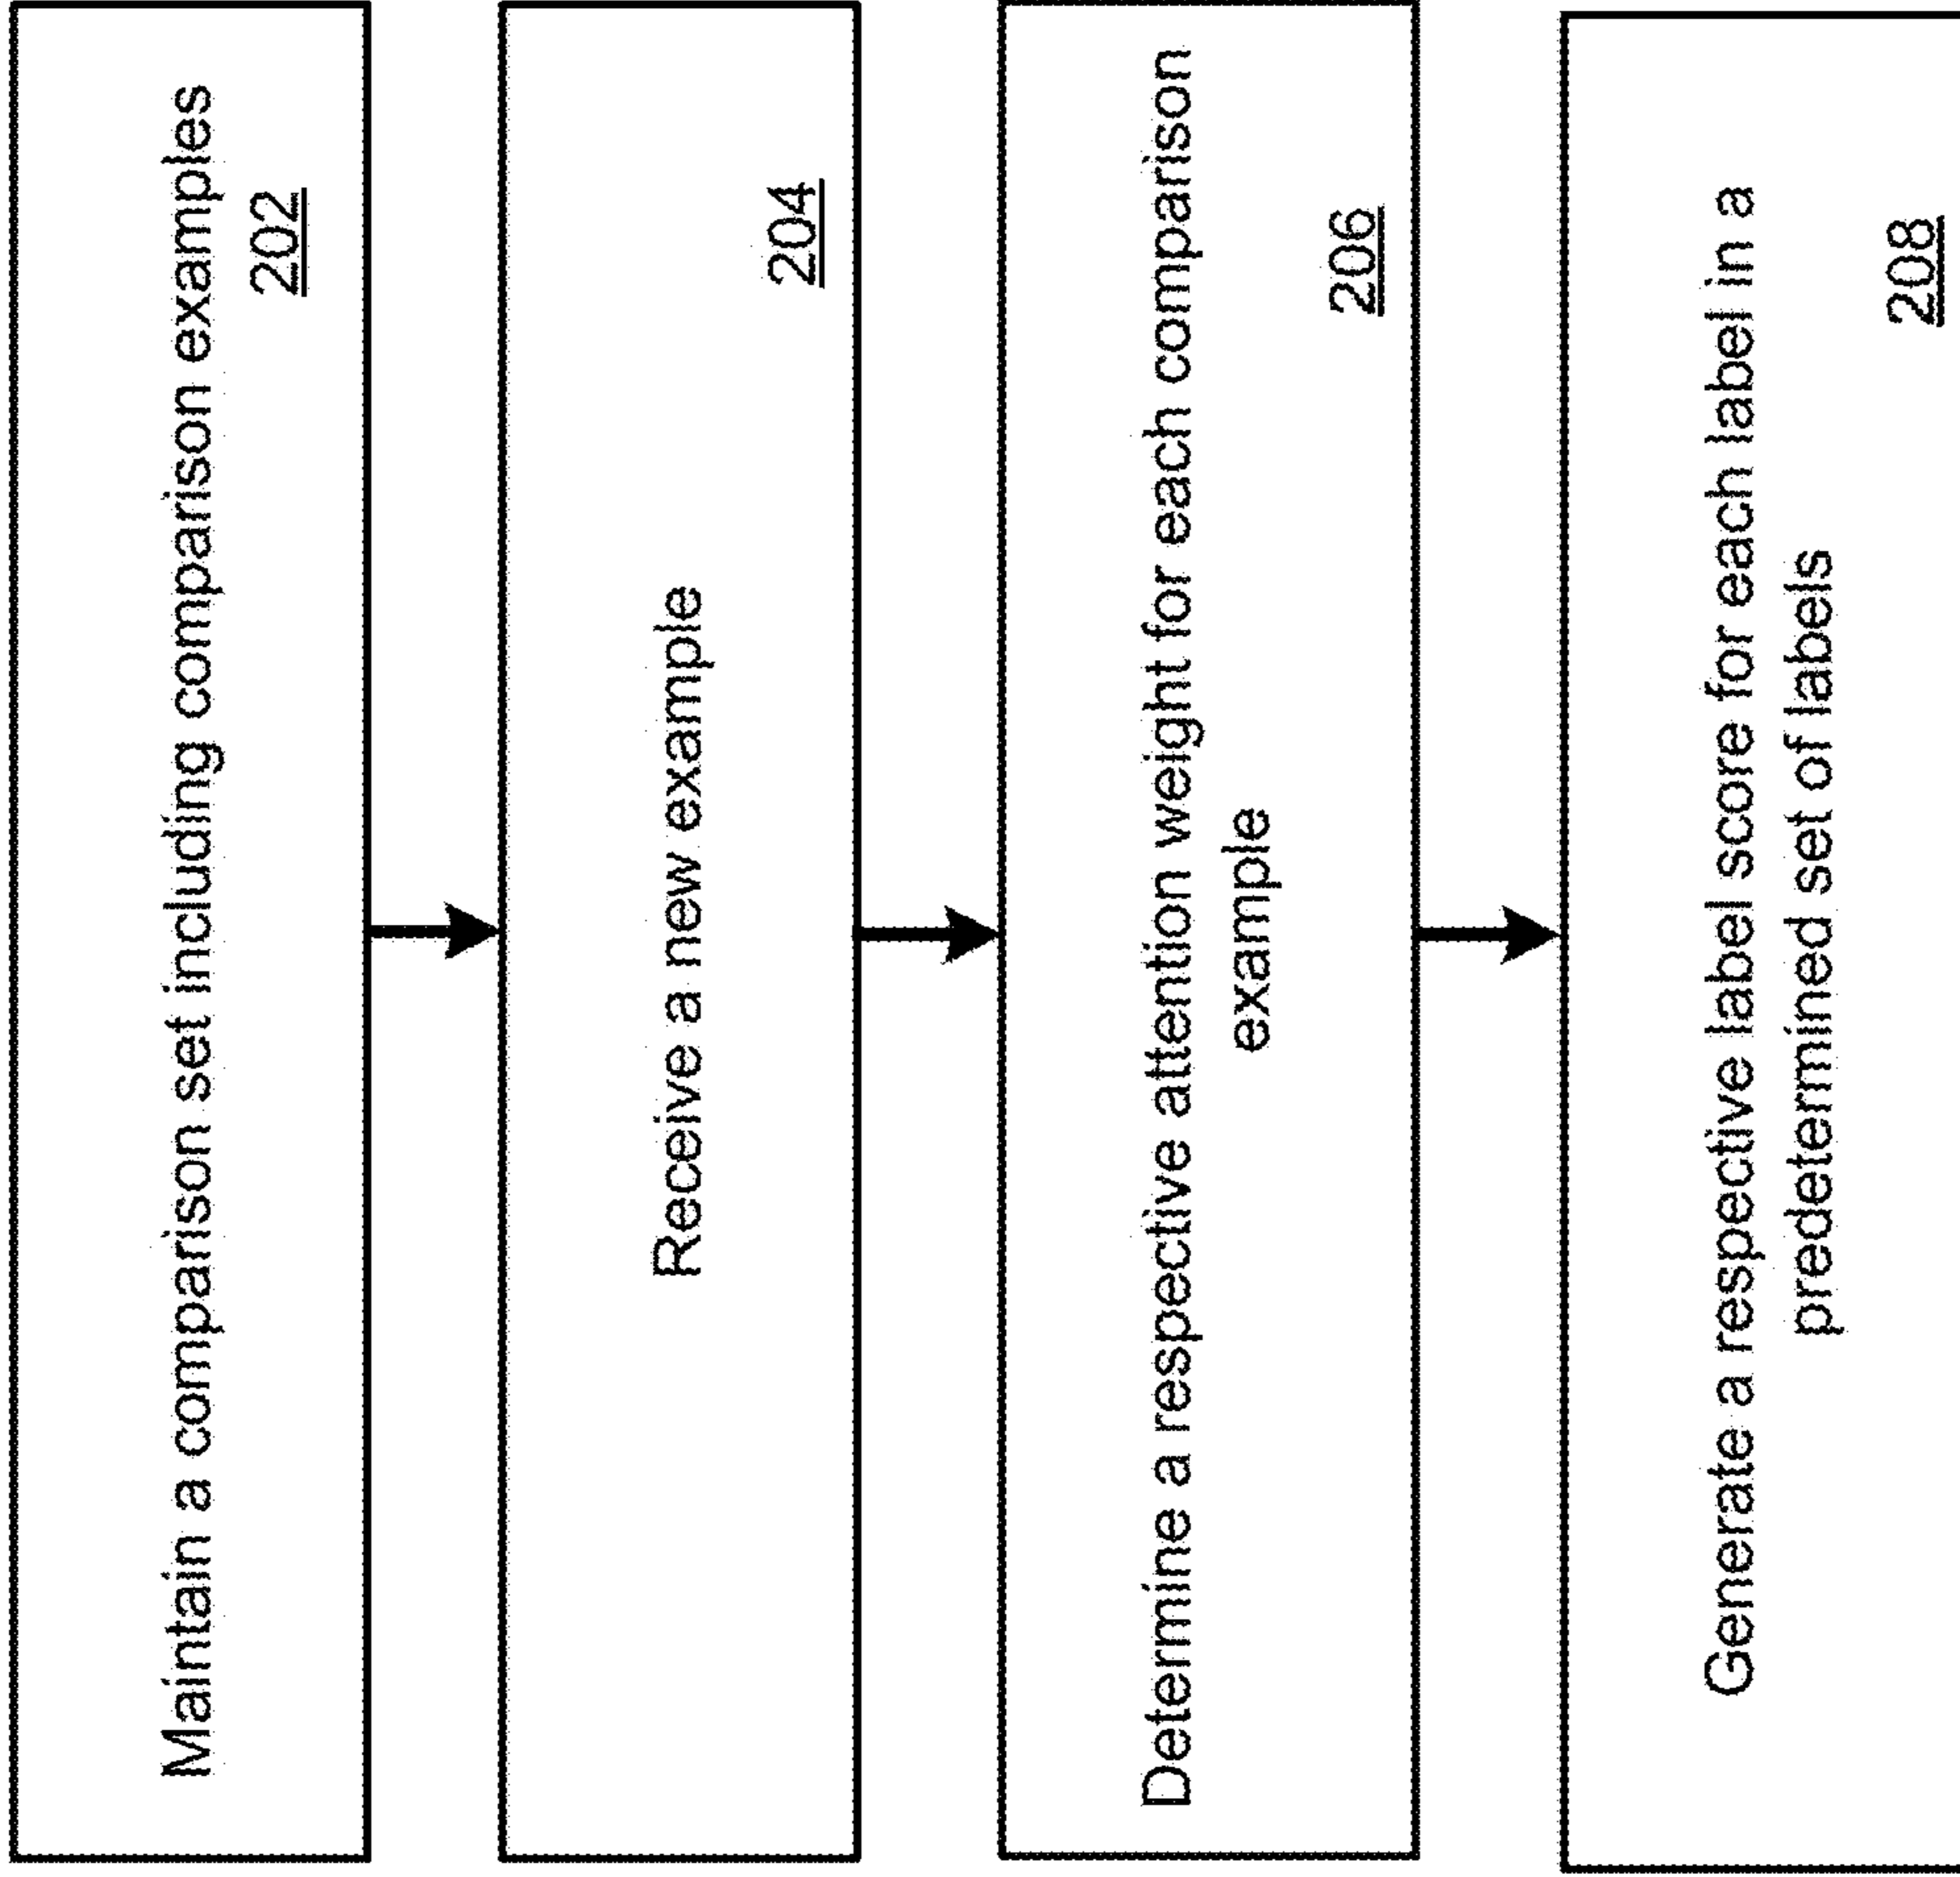 Maintain a comparison set including comparison examples
202
Receive a new example
204
Determine a respective attention weight for each comparison
example
206
Generate a respective label score for each label in a
predetermined set of labels
208